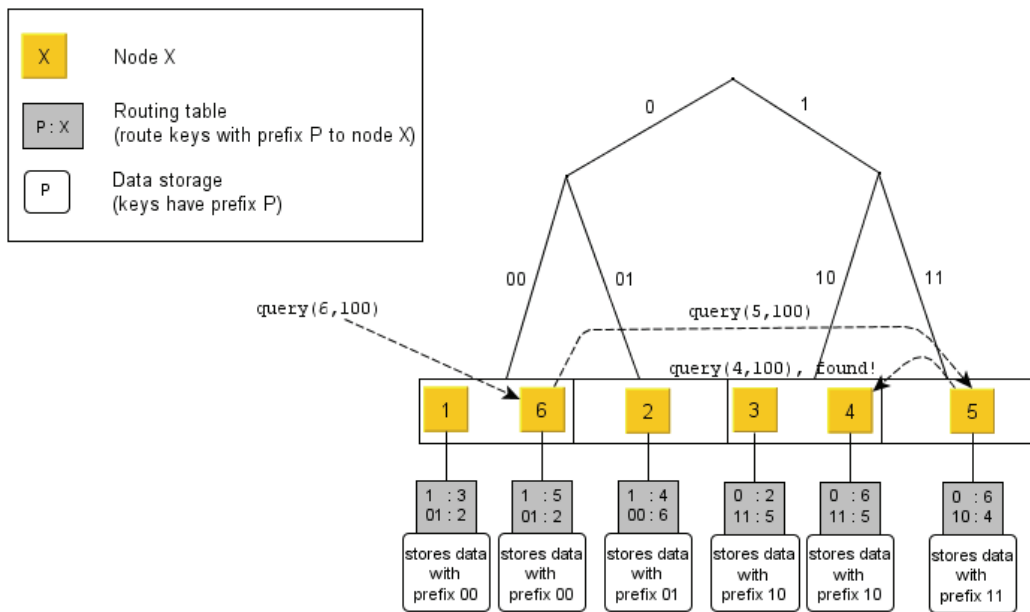 X
Node X
P : X
Routing table
(route keys with prefix P to node X)
P
Data storage
(keys have prefix P)
0
1
00
01
10
11
query(6,100)
query(5,100)
query(4,100), found!
1
6
2
3
4
5
1 : 3
01 : 2
1 : 5
01 : 2
1 : 4
00 : 6
0 : 2
11 : 5
0 : 6
11 : 5
0 : 6
10 : 4
stores data
with
prefix 00
stores data
with
prefix 00
stores data
with
prefix 01
stores data
with
prefix 10
stores data
with
prefix 10
stores data
with
prefix 11